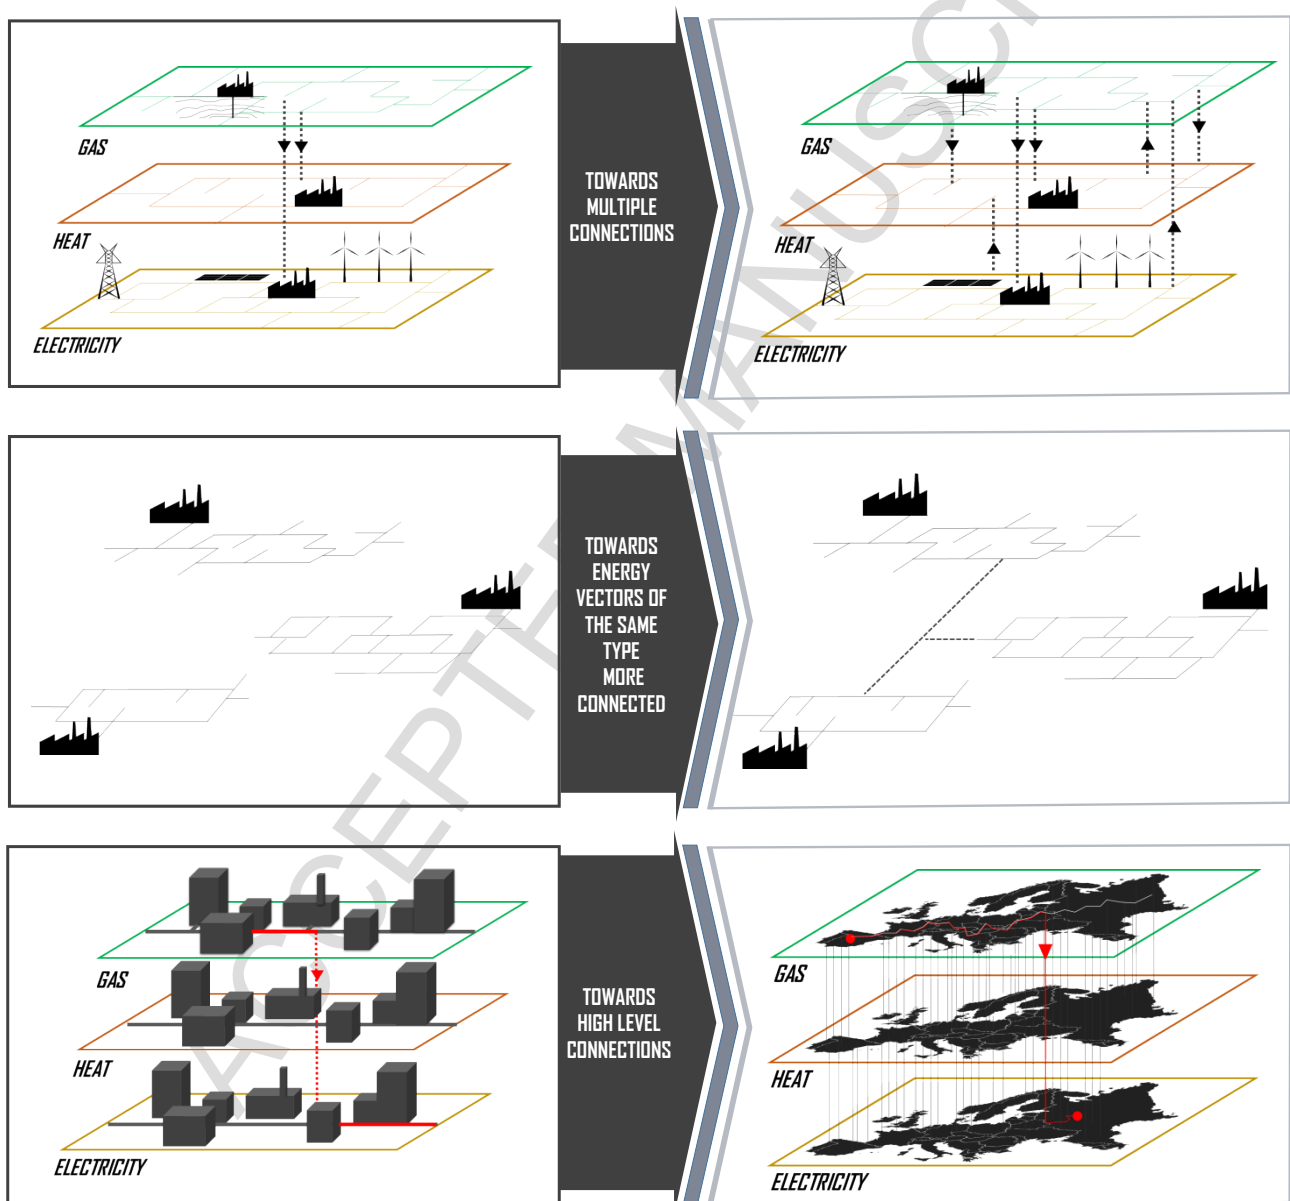 GAS
HEAT
ELECTRICITY
TOWARDS
MULTIPLE
CONNECTIONS
GAS
HEAT
ELECTRICITY
TOWARDS
ENERGY
VECTORS OF
THE SAME
TYPE
MORE
CONNECTED
GAS
HEAT
ELECTRICITY
TOWARDS
HIGH LEVEL
CONNECTIONS
GAS
HEAT
ELECTRICITY
ACCEPTED MANUSC